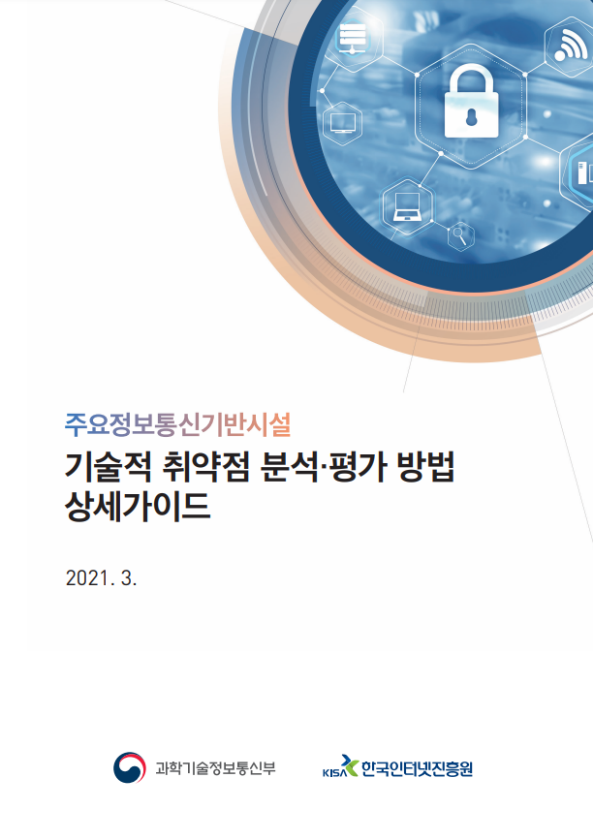 주요정보통신기반시설
기술적 취약점 분석·평가 방법
상세가이드
2021. 3.
과학기술정보통신부
KISA 한국인터넷진흥원